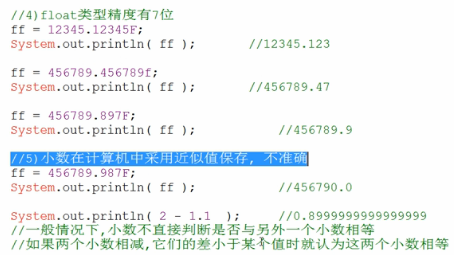 //4)float类型精度有7位
ff = 12345.12345F;
System.out.println( ff ); //12345.123
ff = 456789.456789f;
System.out.println( ff ); //456789.47
ff = 456789.897F;
System.out.println( ff ); //456789.9
//5)小数在计算机中采用近似值保存, 不准确
ff = 456789.987F;
System.out.println( ff ); //456790.0
System.out.println( 2 - 1.1 ); //0.8999999999999999
//一般情况下,小数不直接判断是否与另外一个小数相等
//如果两个小数相减,它们的差小于某个值时就认为这两个小数相等